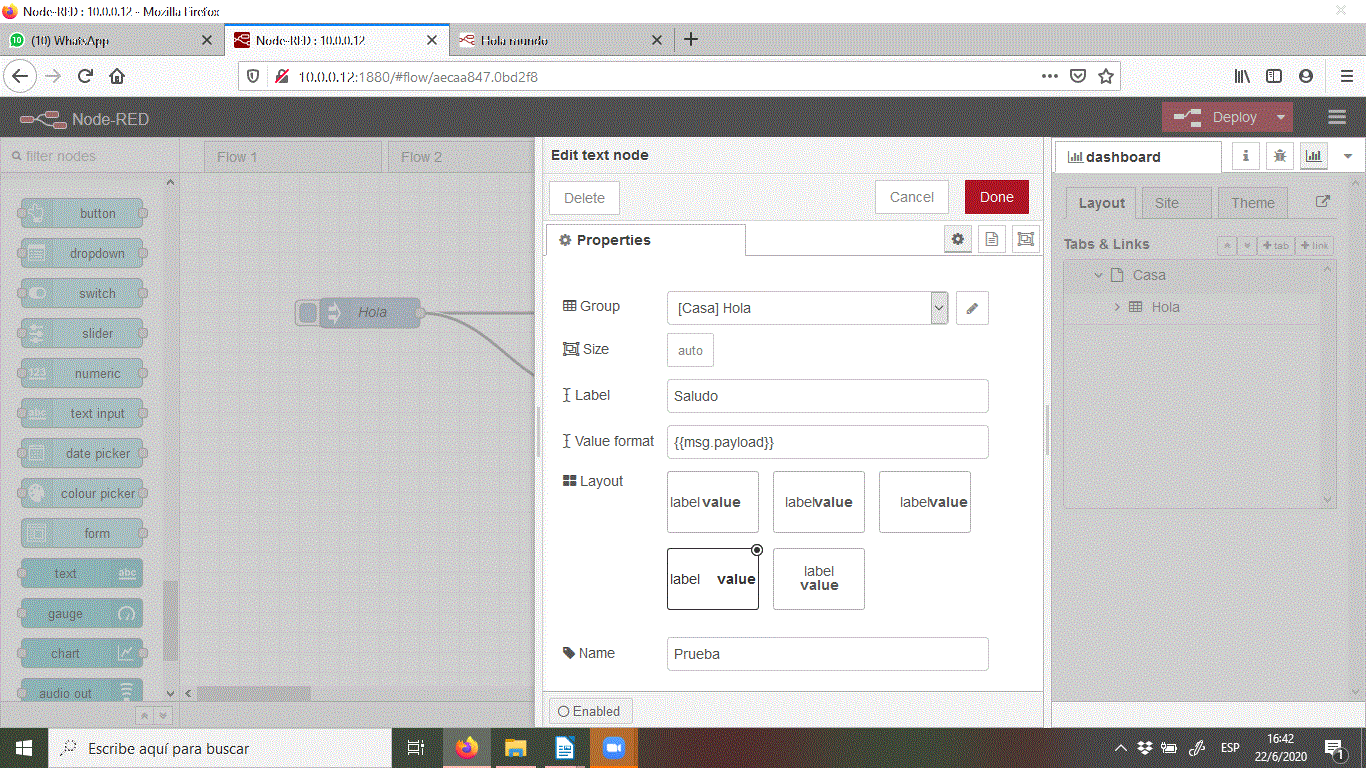 Node-RED : 10.0.0.12 - Mozilla Firefox
(10) WhatsApp
Node-RED : 10.0.0.12
Hola mundo
10.0.0.12:1880/#flow/aecaa847.0bd2f8
Node-RED
Deploy
filter nodes
Flow 1
Flow 2
button
dropdown
switch
slider
123 numeric
abc text input
date picker
colour picker
form
text abc
gauge
chart
audio out
Hola
Edit text node
Delete
Cancel
Done
Properties
Group
[Casa] Hola
Size
auto
Label
Saludo
Value format
{{msg.payload}}
Layout
label value
label value
label value
label value
label
value
Name
Prueba
Enabled
dashboard
i
Layout
Site
Theme
Tabs & Links
+ tab
+ link
Casa
Hola
Escribe aquí para buscar
ESP
16:42
22/6/2020
1